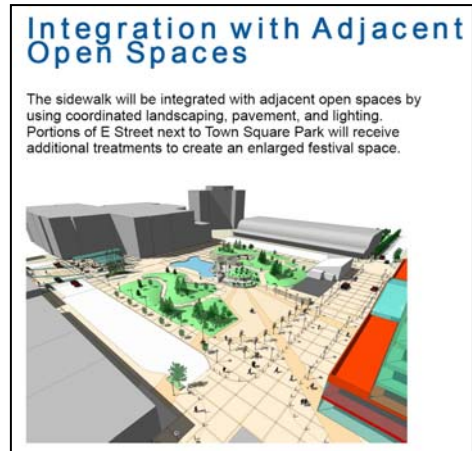 Integration with Adjacent
Open Spaces
The sidewalk will be integrated with adjacent open spaces by
using coordinated landscaping, pavement, and lighting.
Portions of E Street next to Town Square Park will receive
additional treatments to create an enlarged festival space.